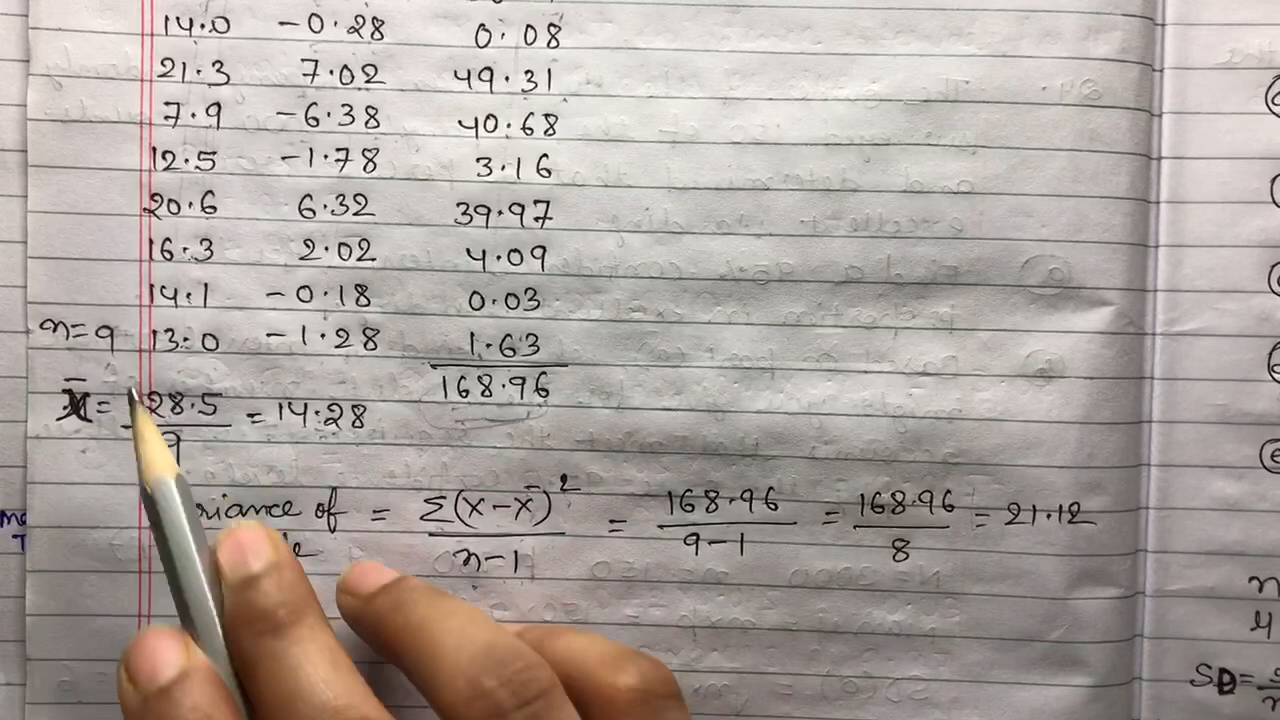 14.0 -0.28 0.08
21.3 7.02 49.31
7.9 -6.38 40.68
12.5 -1.78 3.16
20.6 6.32 39.97
16.3 2.02 4.09
14.1 -0.18 0.03
n=9 13.0 -1.28 1.63
168.96
x̄ = 128.5/9 = 14.28
of = Σ(x-x̄)²/n-1 = 168.96/9-1 = 168.96/8 = 21.12
SD=